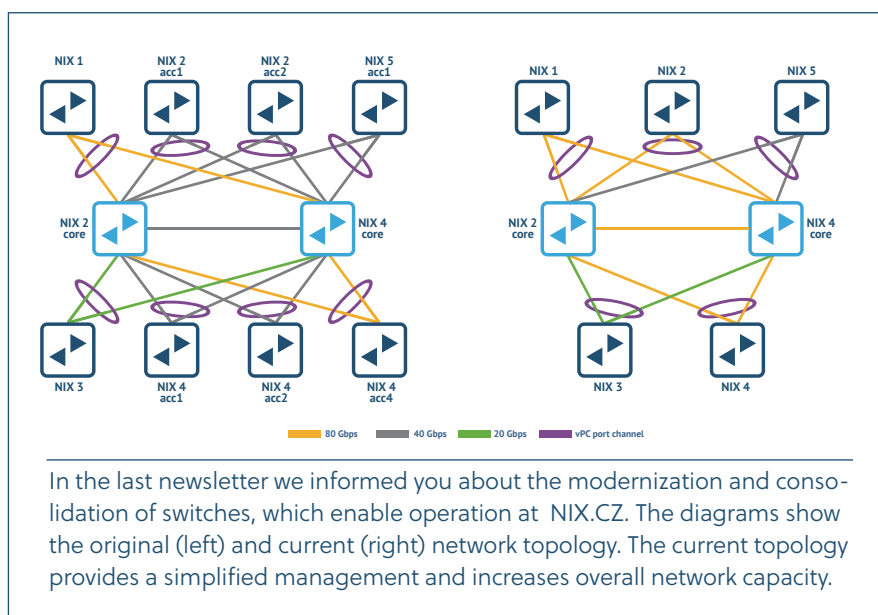 NIX 1
NIX 2
acc1
NIX 2
acc2
NIX 5
acc1
NIX 2
core
NIX 4
core
NIX 3
NIX 4
acc1
NIX 4
acc2
NIX 4
acc4
NIX 1
NIX 2
NIX 5
NIX 2
core
NIX 4
core
NIX 3
NIX 4
80 Gbps
40 Gbps
20 Gbps
vPC port channel
In the last newsletter we informed you about the modernization and conso-
lidation of switches, which enable operation at NIX.CZ. The diagrams show
the original (left) and current (right) network topology. The current topology
provides a simplified management and increases overall network capacity.